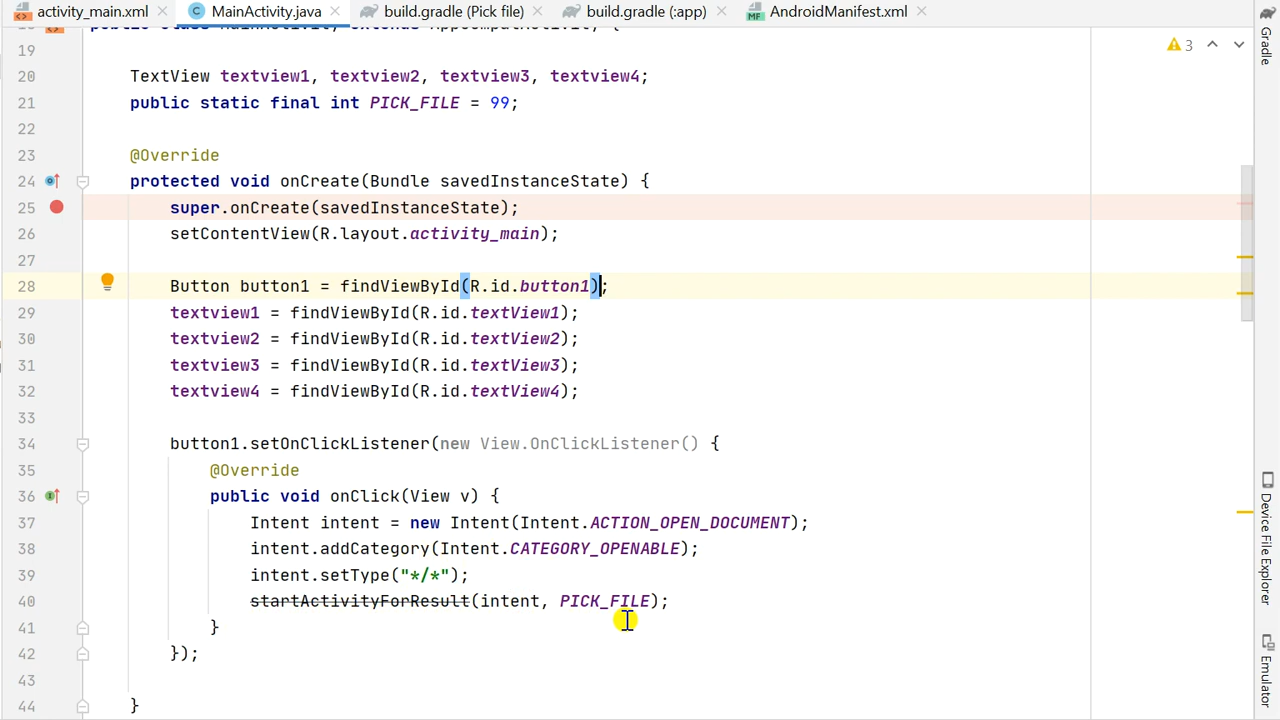 activity_main.xml MainActivity.java build.gradle (Pick file) build.gradle (:app) AndroidManifest.xml
3
19
20 TextView textview1, textview2, textview3, textview4;
21 public static final int PICK_FILE = 99;
22
23 @Override
24 protected void onCreate(Bundle savedInstanceState) {
25 super.onCreate(savedInstanceState);
26 setContentView(R.layout.activity_main);
27
28 Button button1 = findViewById(R.id.button1);
29 textview1 = findViewById(R.id.textView1);
30 textview2 = findViewById(R.id.textView2);
31 textview3 = findViewById(R.id.textView3);
32 textview4 = findViewById(R.id.textView4);
33
34 button1.setOnClickListener(new View.OnClickListener() {
35 @Override
36 public void onClick(View v) {
37 Intent intent = new Intent(Intent.ACTION_OPEN_DOCUMENT);
38 intent.addCategory(Intent.CATEGORY_OPENABLE);
39 intent.setType("*/*");
40 startActivityForResult(intent, PICK_FILE);
41 }
42 });
43
44 }
Gradle
Device File Explorer
Emulator